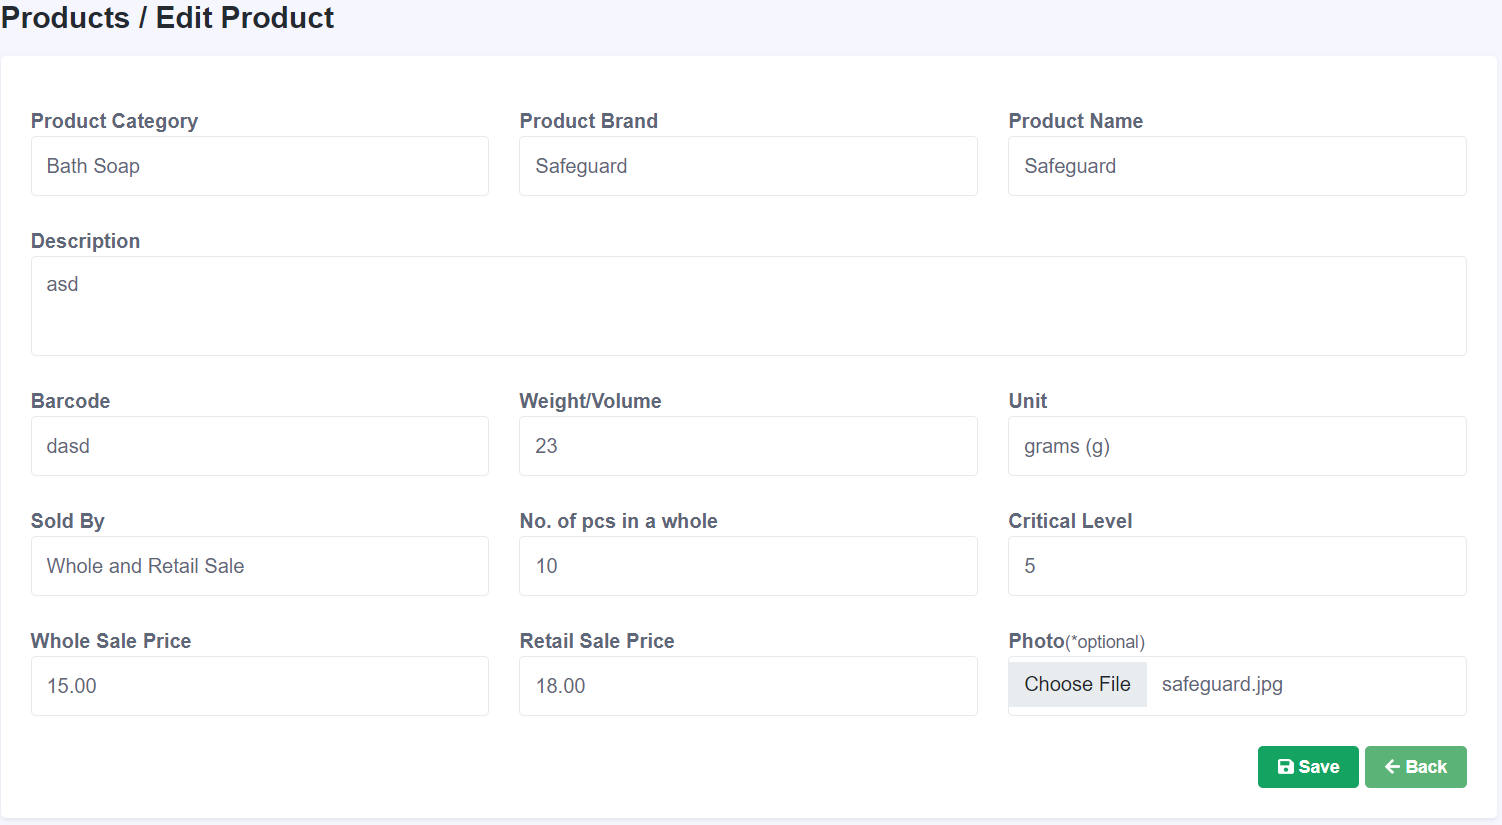 Products / Edit Product
Product Category Product Brand Product Name
Bath Soap Safeguard Safeguard
Description
asd
Barcode Weight/Volume Unit
dasd 23 grams (g)
Sold By No. of pcs in a whole Critical Level
Whole and Retail Sale 10 5
Whole Sale Price Retail Sale Price Photo(*optional)
15.00 18.00 Choose File safeguard.jpg
Save Back